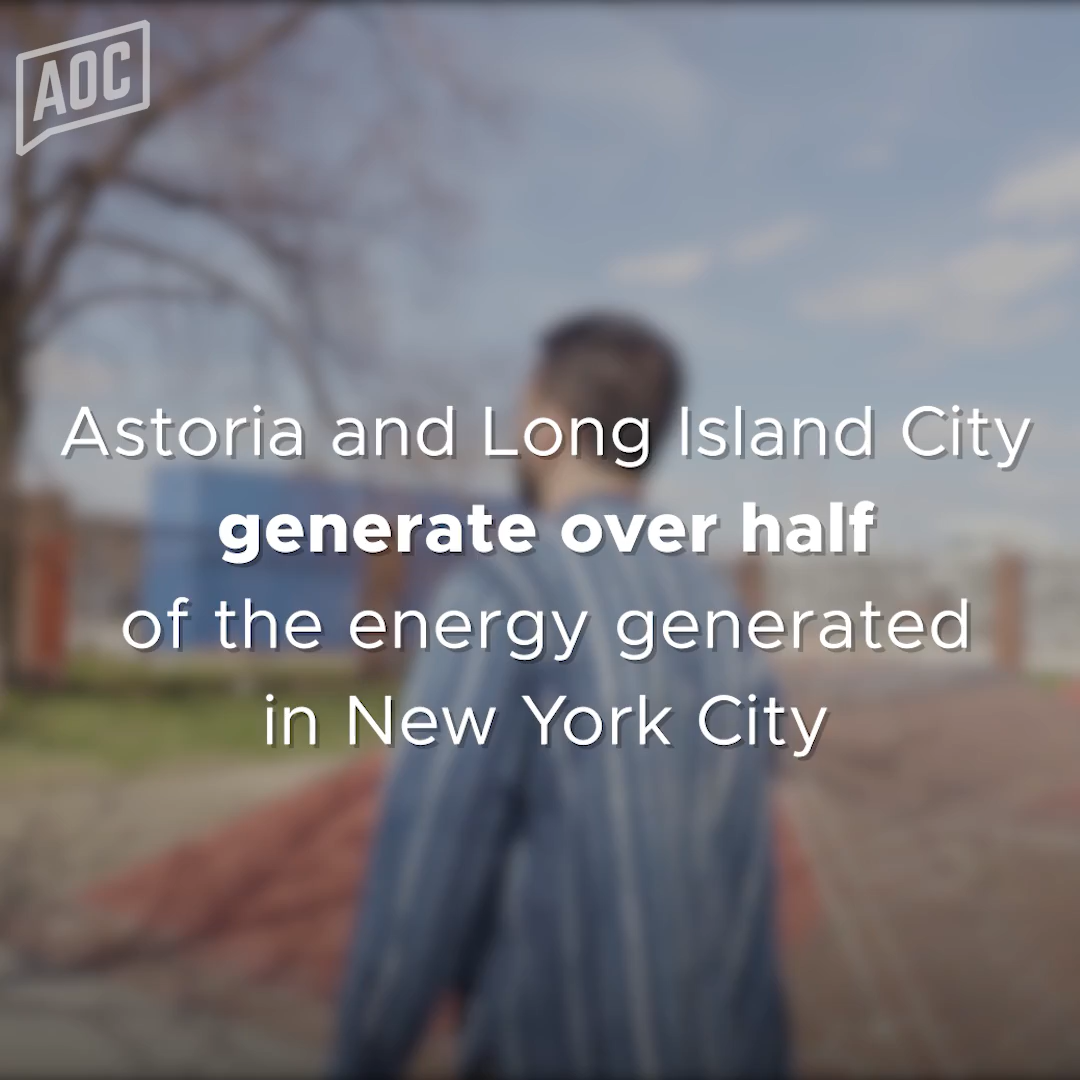 AOC
Astoria and Long Island City
generate over half
of the energy generated
in New York City